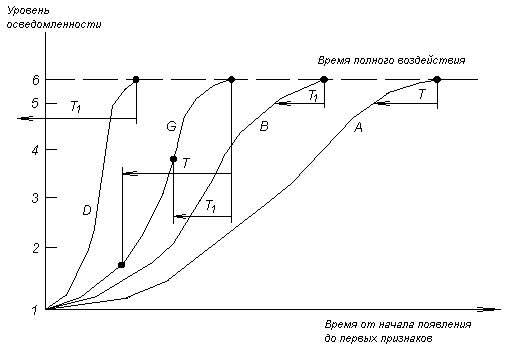 Уровень
осведомленности
Время полного воздействия
6
5
4
3
2
1
T1
G
T
T1
D
B
T1
A
T
Время от начала появления
до первых признаков